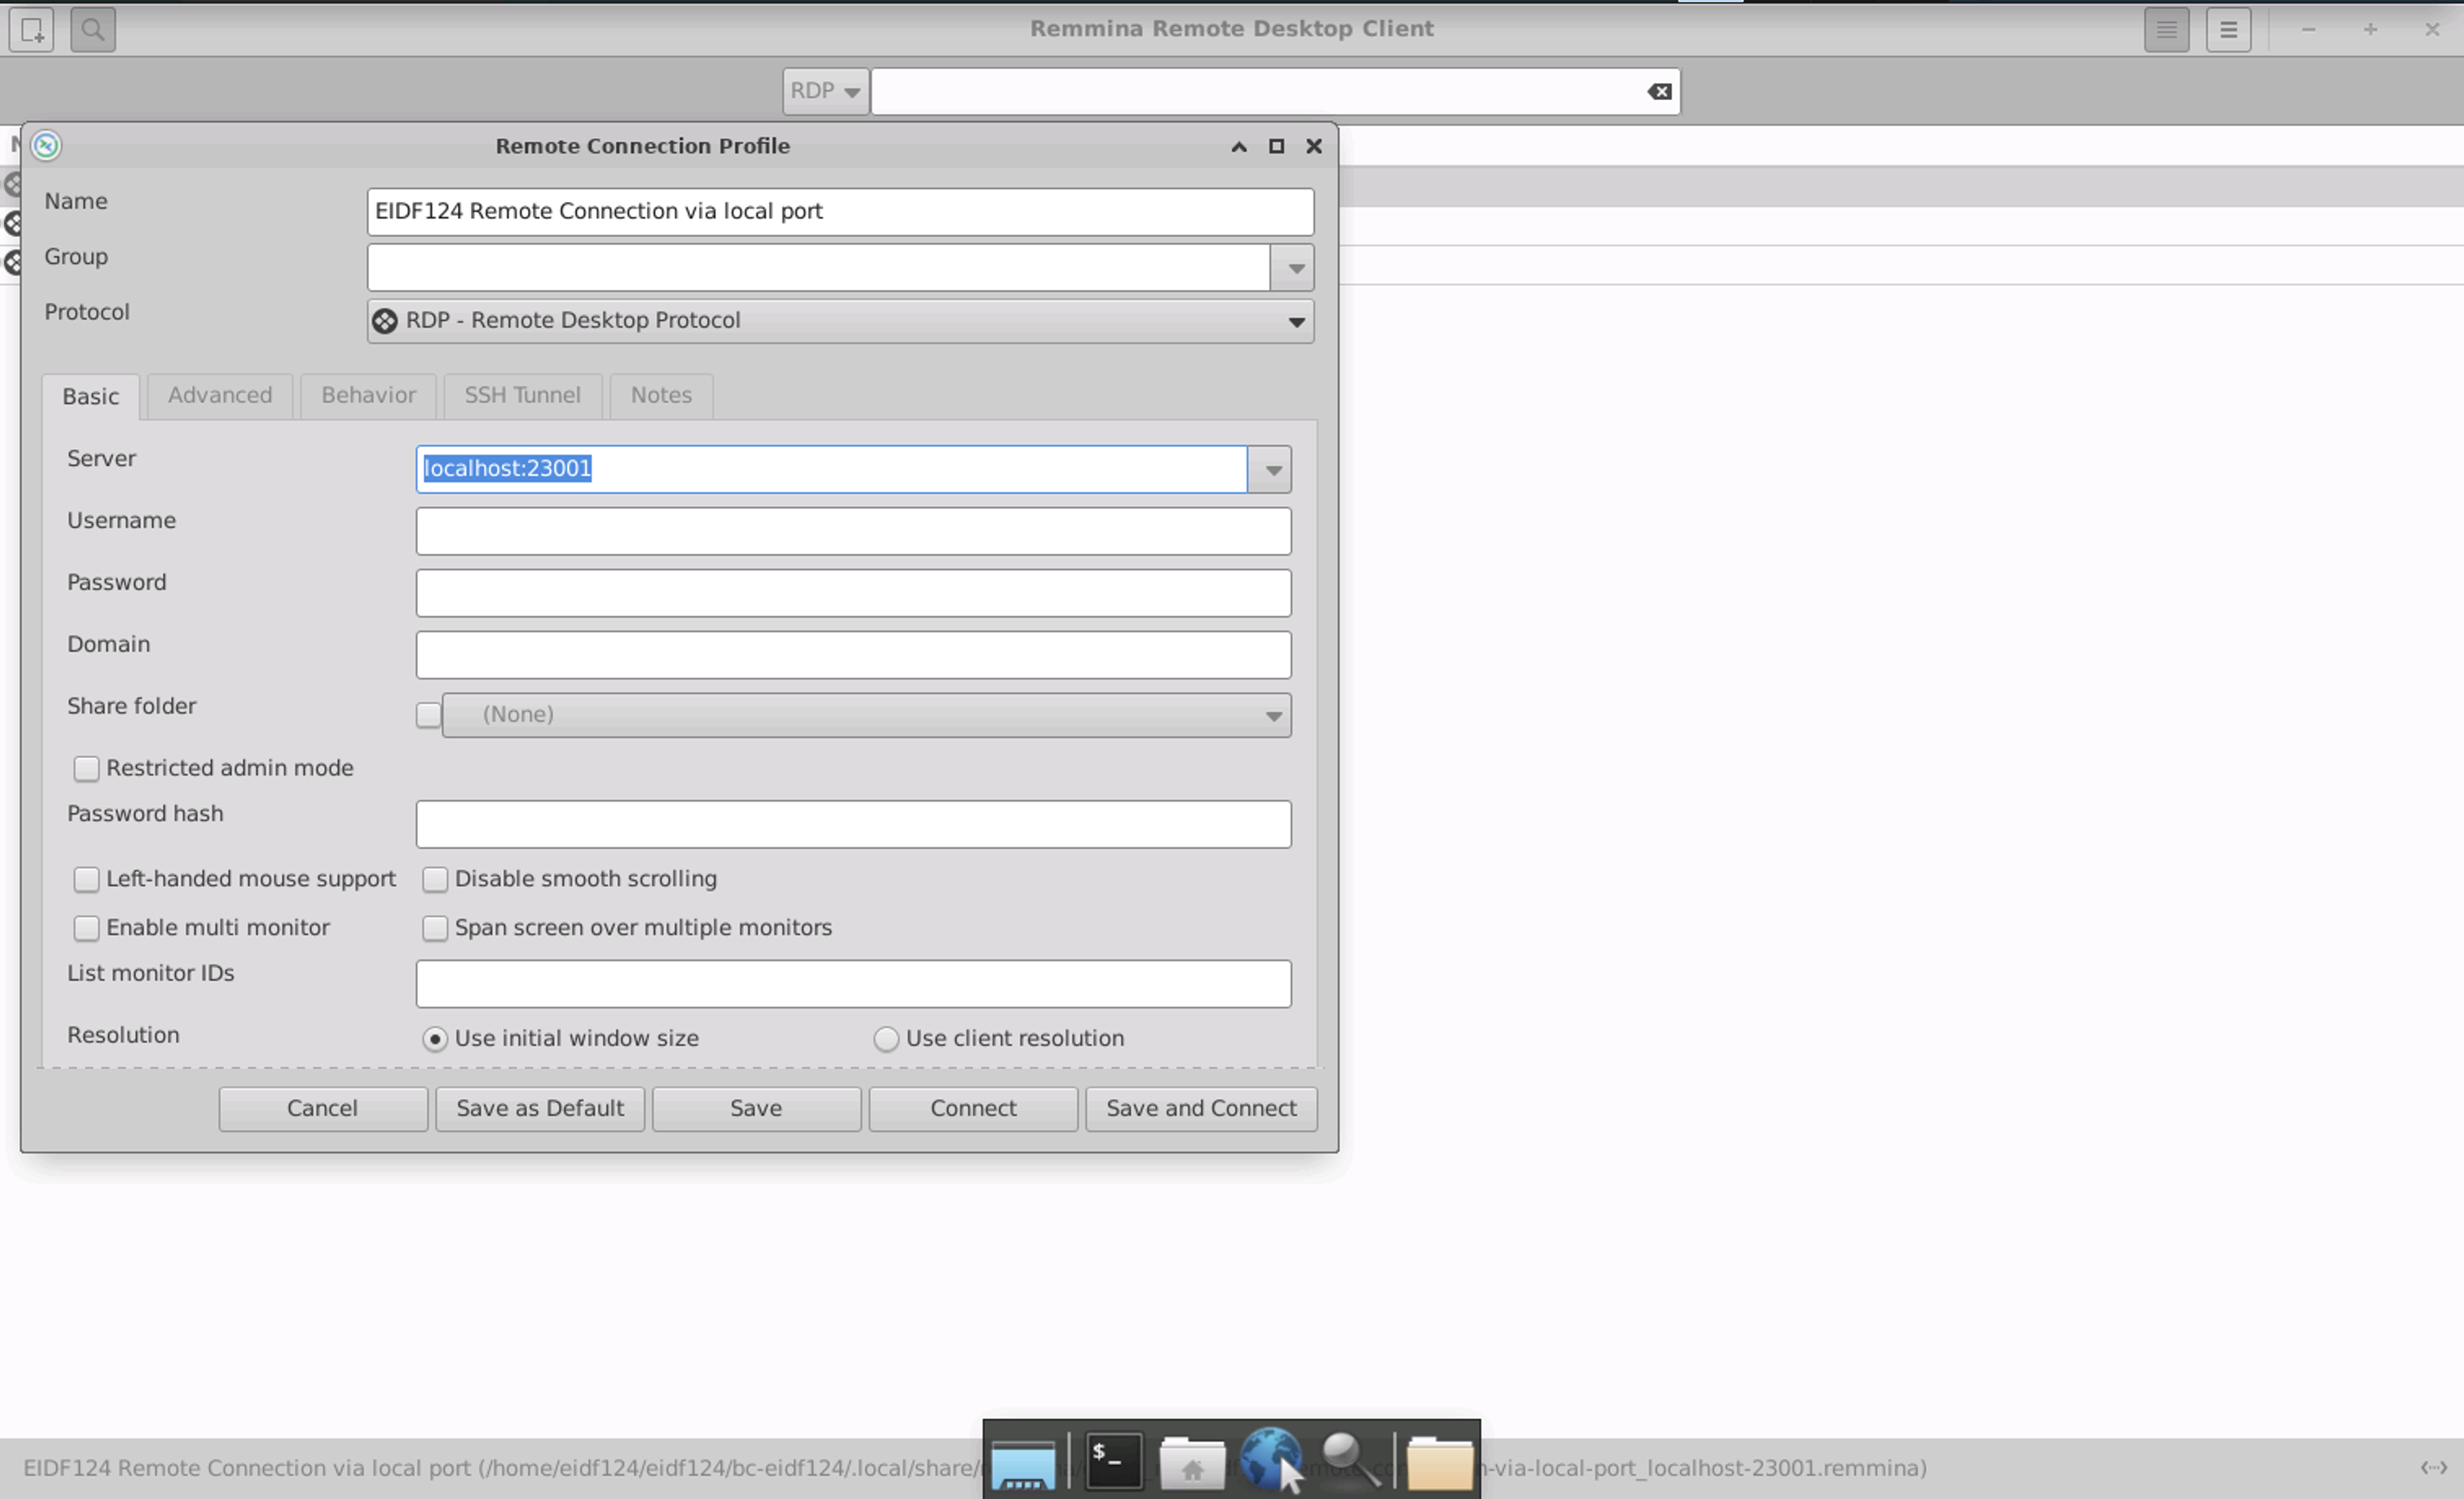 Remmina Remote Desktop Client
RDP
Remote Connection Profile
Name
EIDF124 Remote Connection via local port
Group
Protocol
RDP - Remote Desktop Protocol
Basic
Advanced
Behavior
SSH Tunnel
Notes
Server
localhost:23001
Username
Password
Domain
Share folder
(None)
Restricted admin mode
Password hash
Left-handed mouse support
Disable smooth scrolling
Enable multi monitor
Span screen over multiple monitors
List monitor IDs
Resolution
Use initial window size
Use client resolution
Cancel
Save as Default
Save
Connect
Save and Connect
$_
EIDF124 Remote Connection via local port (/home/eidf124/eidf124/bc-eidf124/.local/share/ -via-local-port_localhost-23001.remmina)